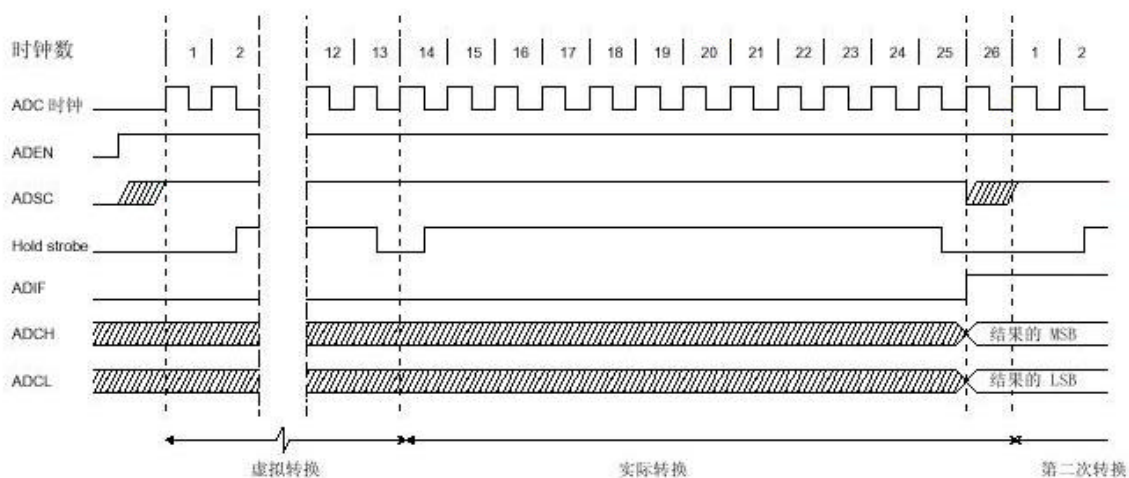 时钟数 1 2 12 13 14 15 16 17 18 19 20 21 22 23 24 25 26 1 2
ADC 时钟
ADEN
ADSC
Hold strobe
ADIF
ADCH 结果的 MSB
ADCL 结果的 LSB
虚拟转换 实际转换 第二次转换